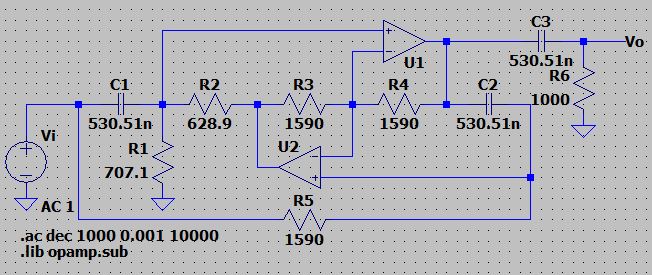 C3
+
Vo
-
U1
530.51n
R6
C1
R2
R3
R4
C2
1000
530.51n
628.9
1590
1590
530.51n
Vi
U2
R1
-
+
707.1
+
-
R5
AC 1
1590
.ac dec 1000 0.001 10000
.lib opamp.sub